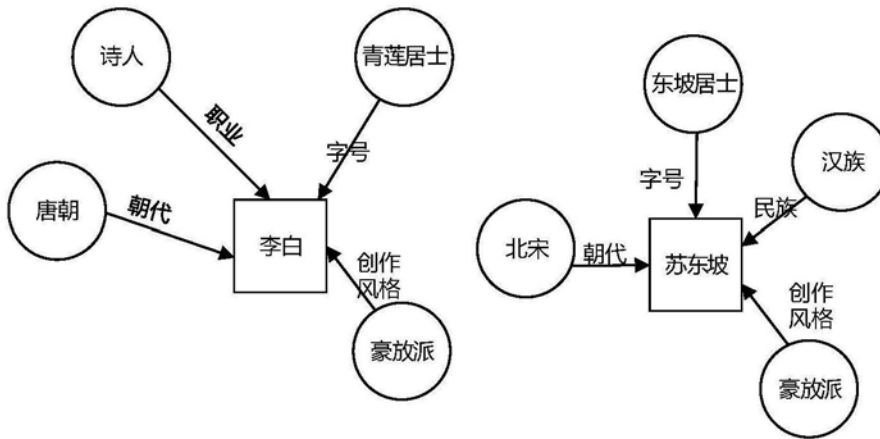 诗人
青莲居士
职业
字号
唐朝
朝代
李白
创作
风格
豪放派
东坡居士
汉族
字号
民族
北宋
朝代
苏东坡
创作
风格
豪放派